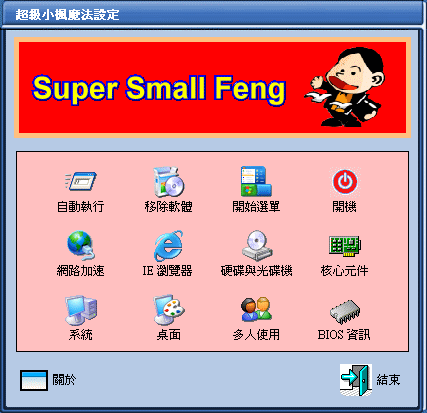 超級小楓魔法設定
Super Small Feng
自動執行 移除軟體 開始選單 開機
網路加速 IE 瀏覽器 硬碟與光碟機 核心元件
系統 桌面 多人使用 BIOS 資訊
關於 結束